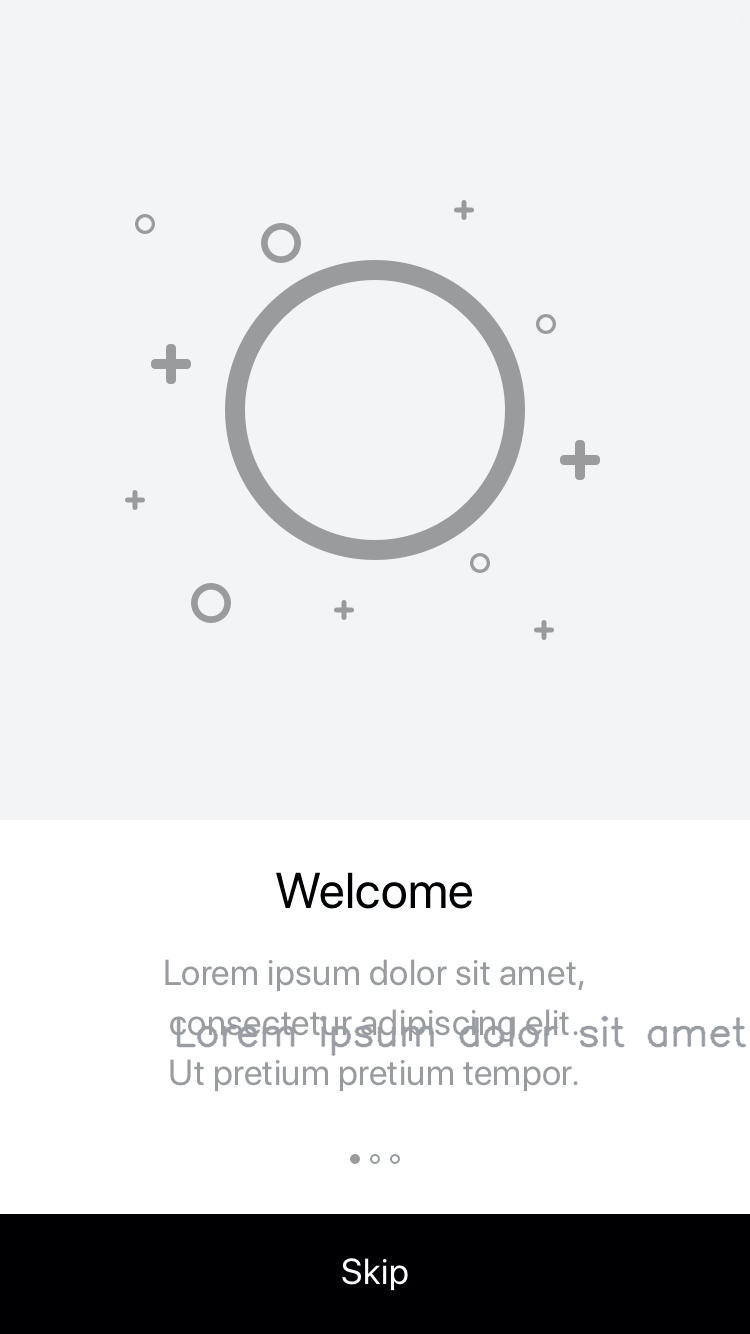 Welcome
Lorem ipsum dolor sit amet,
consectetur adipiscing elit.
Lorem ipsum dolor sit amet
Ut pretium pretium tempor.
Skip